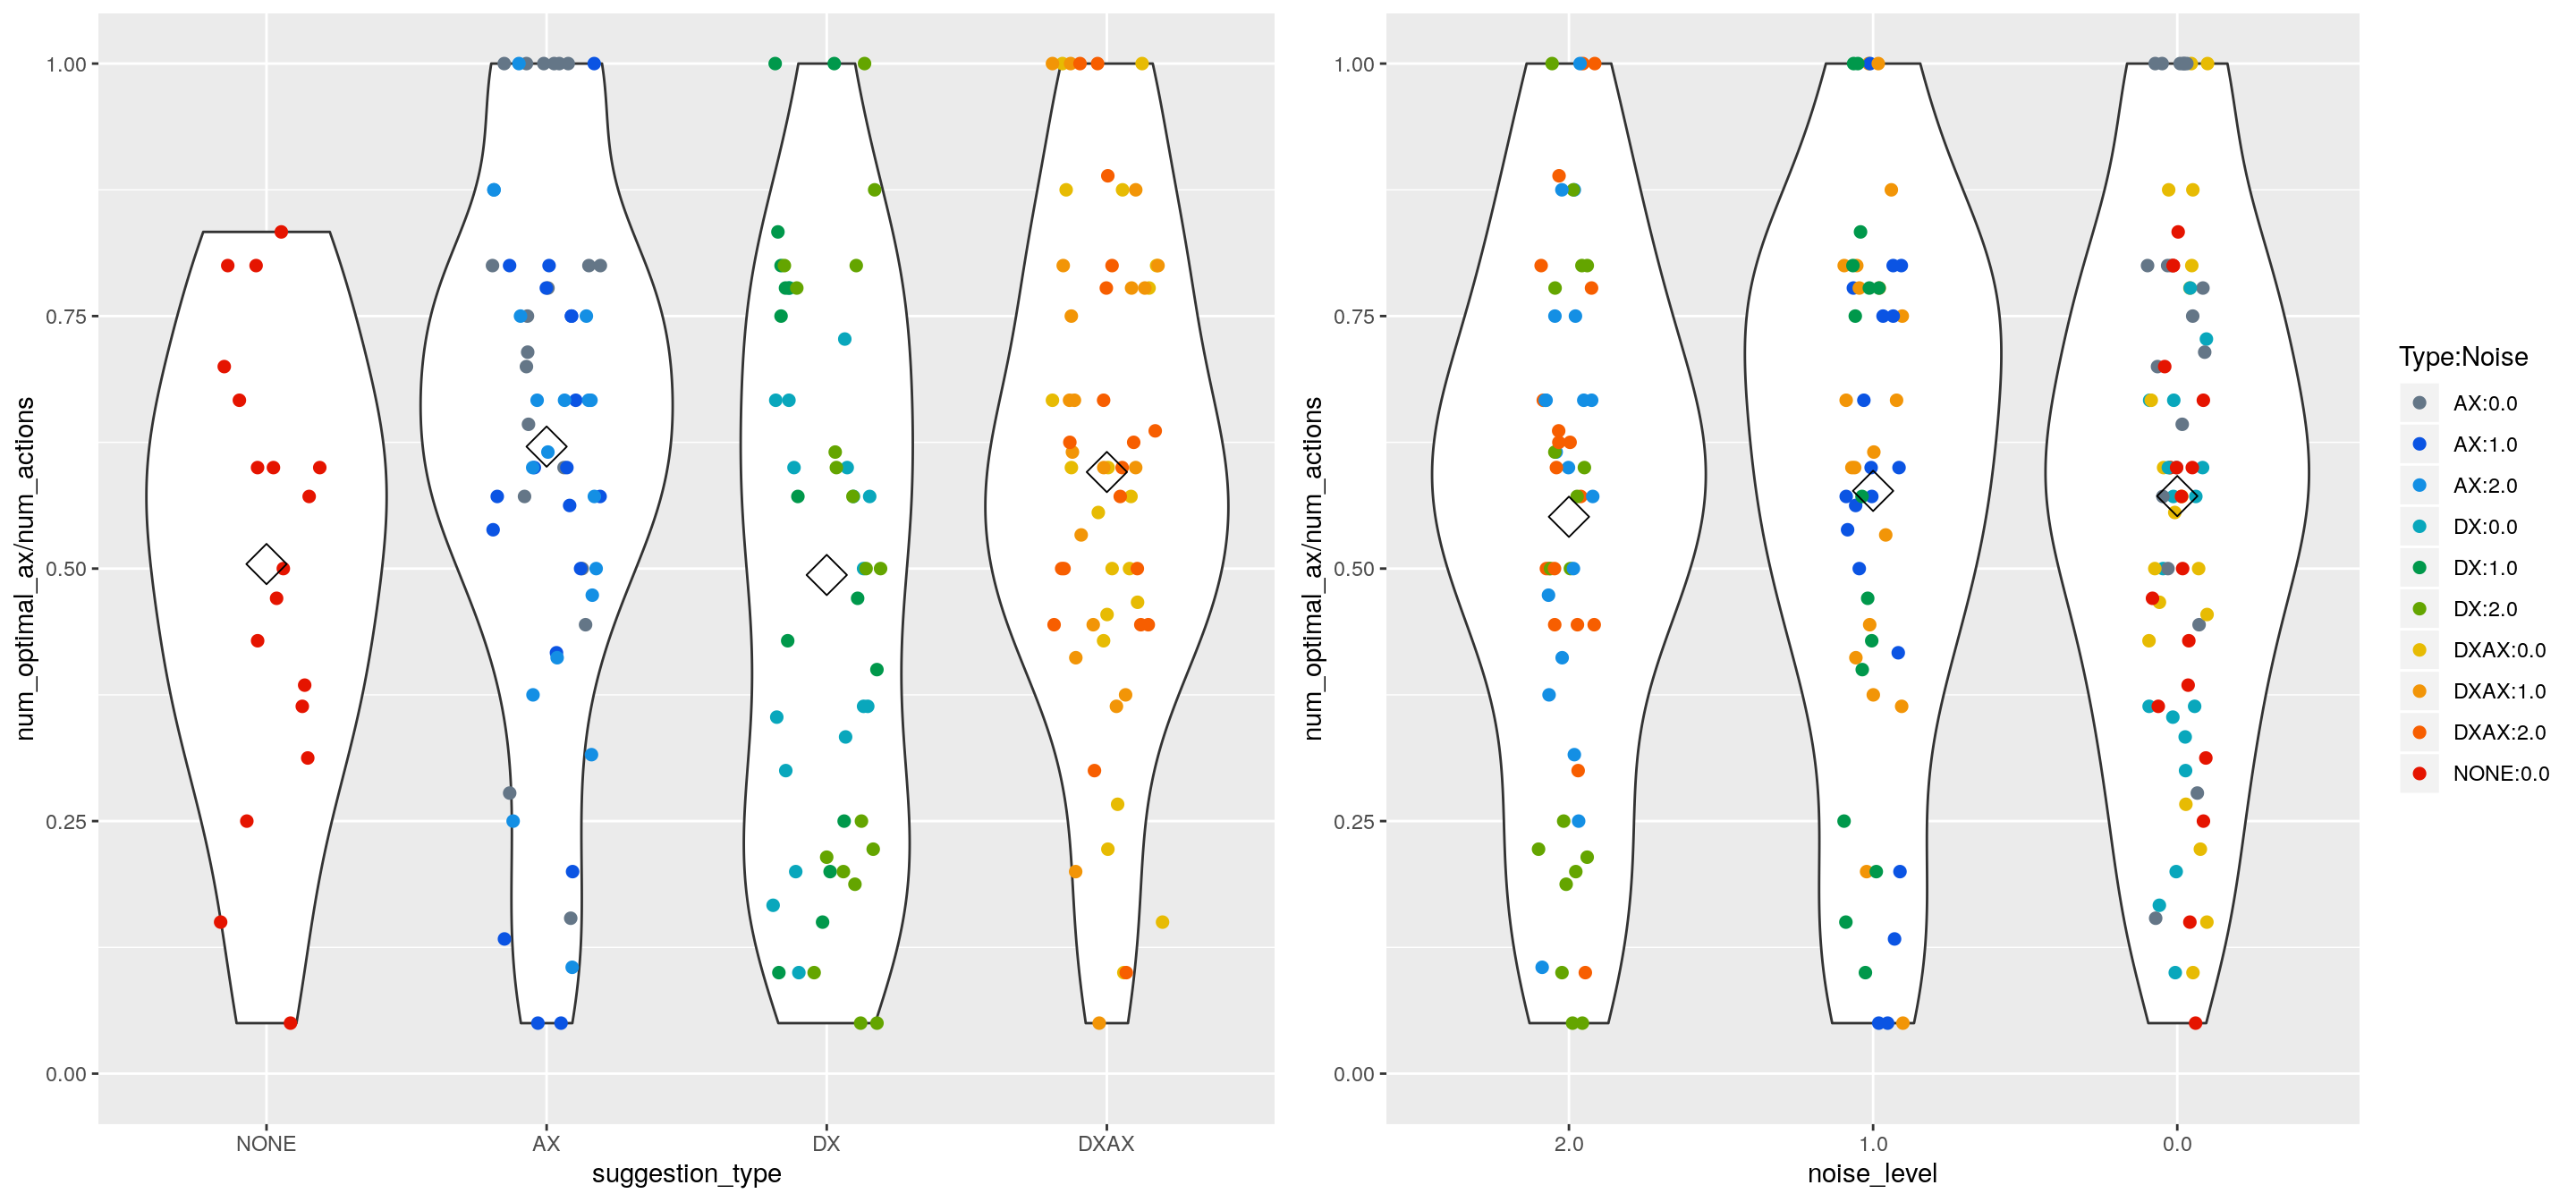 num_optimal_ax/num_actions
1.00
0.75
0.50
0.25
0.00
NONE
AX
DX
DXAX
suggestion_type
num_optimal_ax/num_actions
1.00
0.75
0.50
0.25
0.00
2.0
1.0
0.0
noise_level
Type:Noise
AX:0.0
AX:1.0
AX:2.0
DX:0.0
DX:1.0
DX:2.0
DXAX:0.0
DXAX:1.0
DXAX:2.0
NONE:0.0